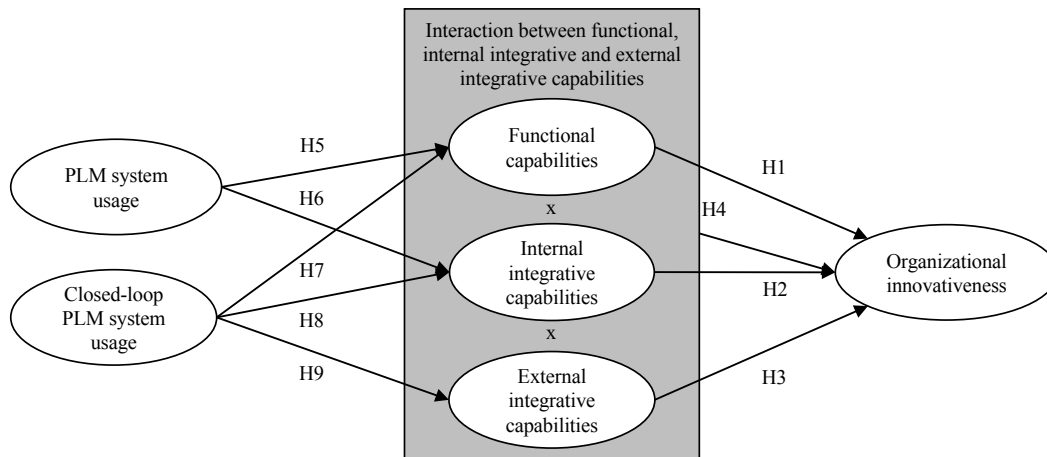 Interaction between functional,
internal integrative and external
integrative capabilities
Functional
capabilities
x
Internal
integrative
capabilities
x
External
integrative
capabilities
PLM system
usage
Closed-loop
PLM system
usage
H5
H6
H7
H8
H9
H1
H4
H2
H3
Organizational
innovativeness